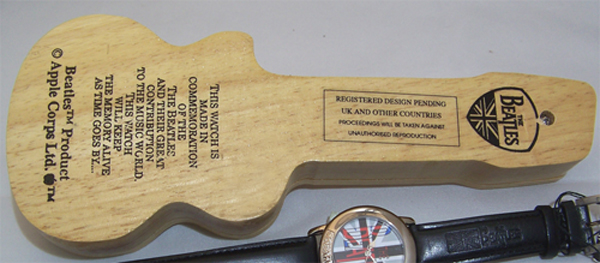 THIS WATCH IS
MADE IN
COMMEMORATION
OF THE
THE BEATLES
AND THEIR GREAT
CONTRIBUTION
TO THE MUSIC WORLD,
THIS WATCH
WILL KEEP
THE MEMORY ALIVE
AS TIME GOES BY....
Beatles™ Product
© Apple Corps Ltd. ™
REGISTERED DESIGN PENDING
UK AND OTHER COUNTRIES
PROCEEDINGS WILL BE TAKEN AGAINST
UNAUTHORISED REPRODUCTION
THE
BEATLES